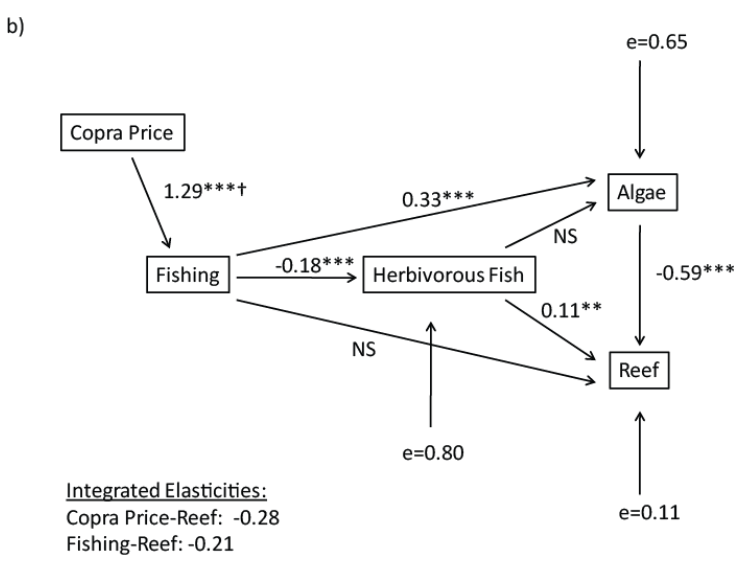 b)
e=0.65
Copra Price
1.29***†
0.33***
Algae
NS
Fishing
-0.18***
Herbivorous Fish
-0.59***
0.11**
NS
Reef
e=0.80
Integrated Elasticities:
Copra Price-Reef: -0.28
Fishing-Reef: -0.21
e=0.11